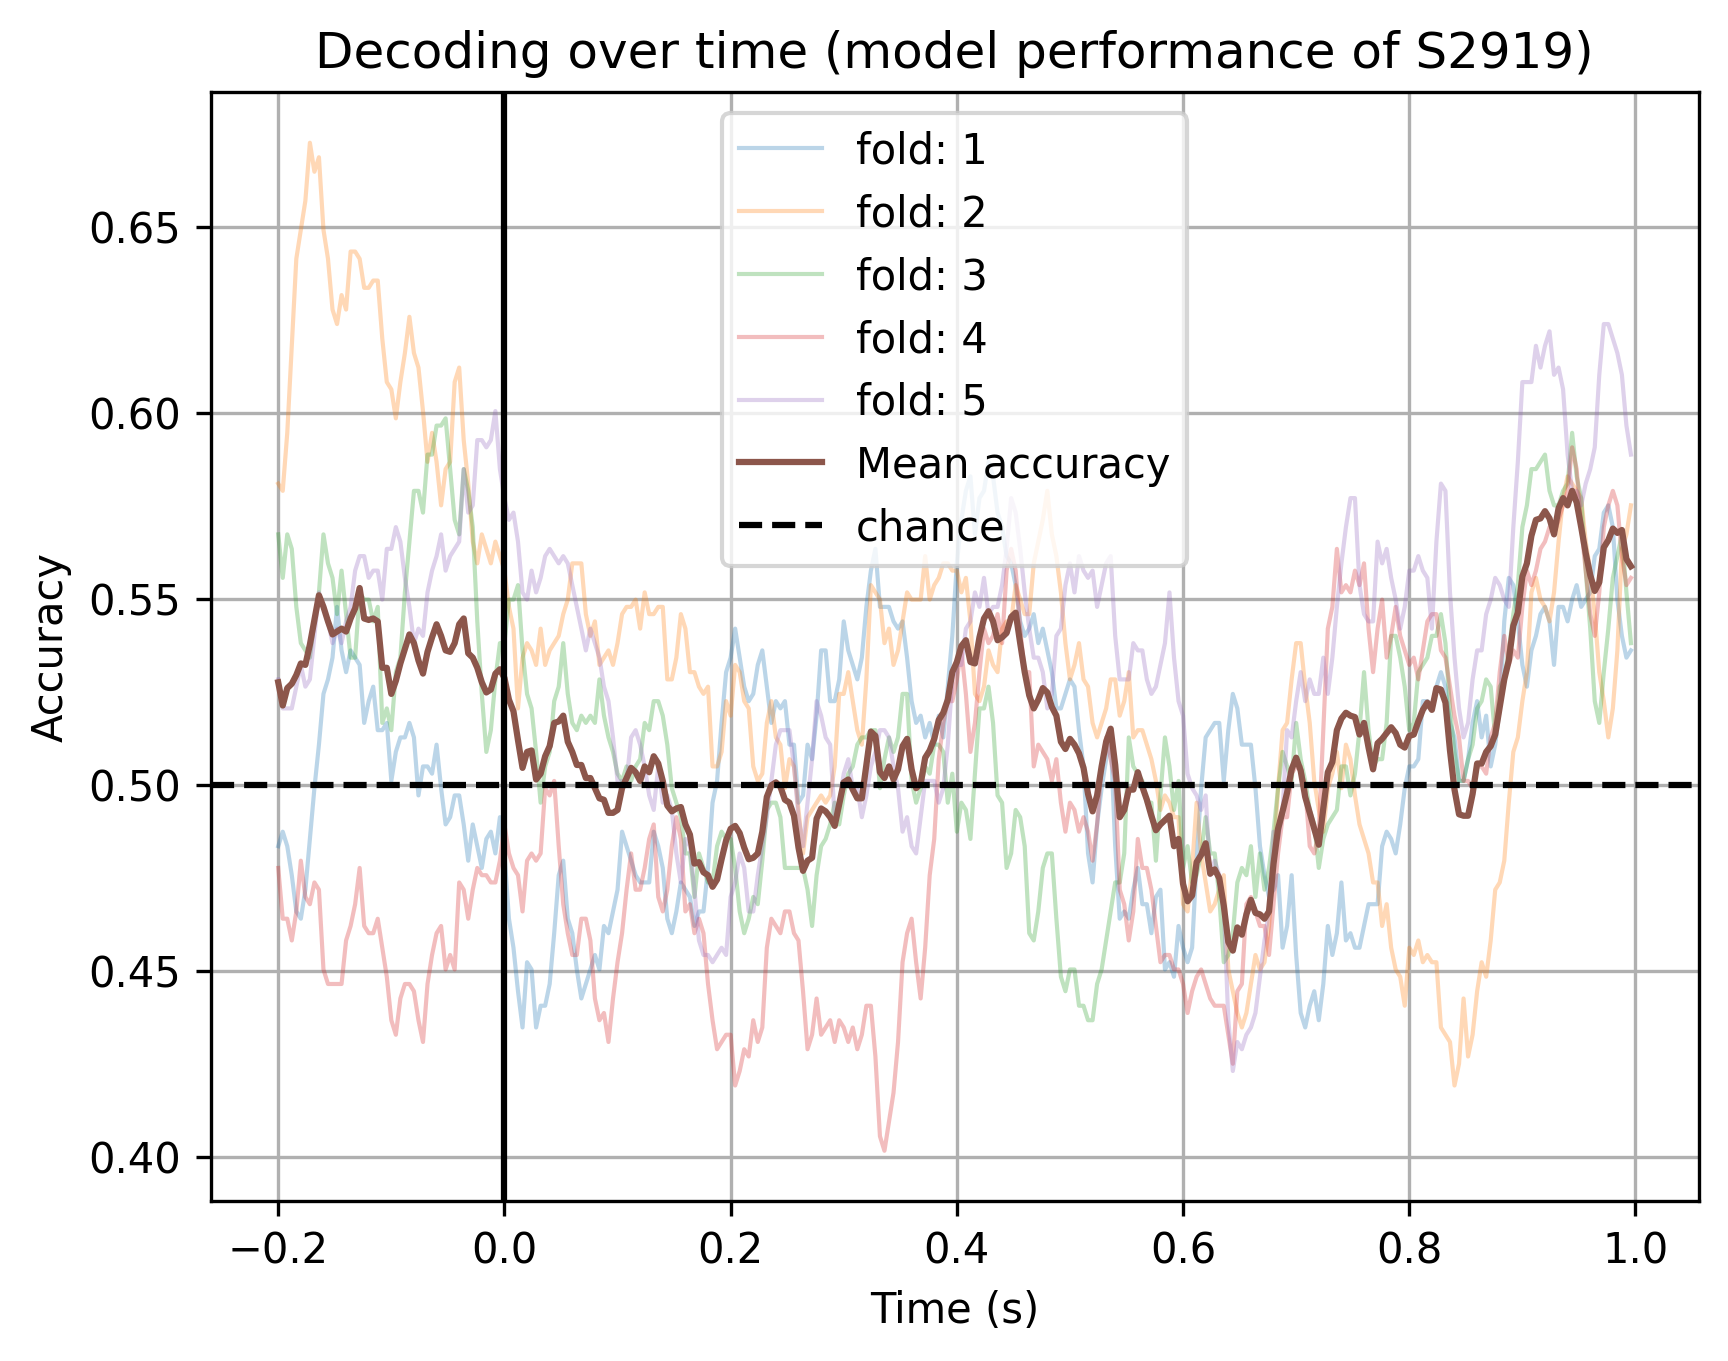 Decoding over time (model performance of S2919)
fold: 1
fold: 2
fold: 3
fold: 4
fold: 5
Mean accuracy
chance
Accuracy
0.65
0.60
0.55
0.50
0.45
0.40
−0.2 0.0 0.2 0.4 0.6 0.8 1.0
Time (s)